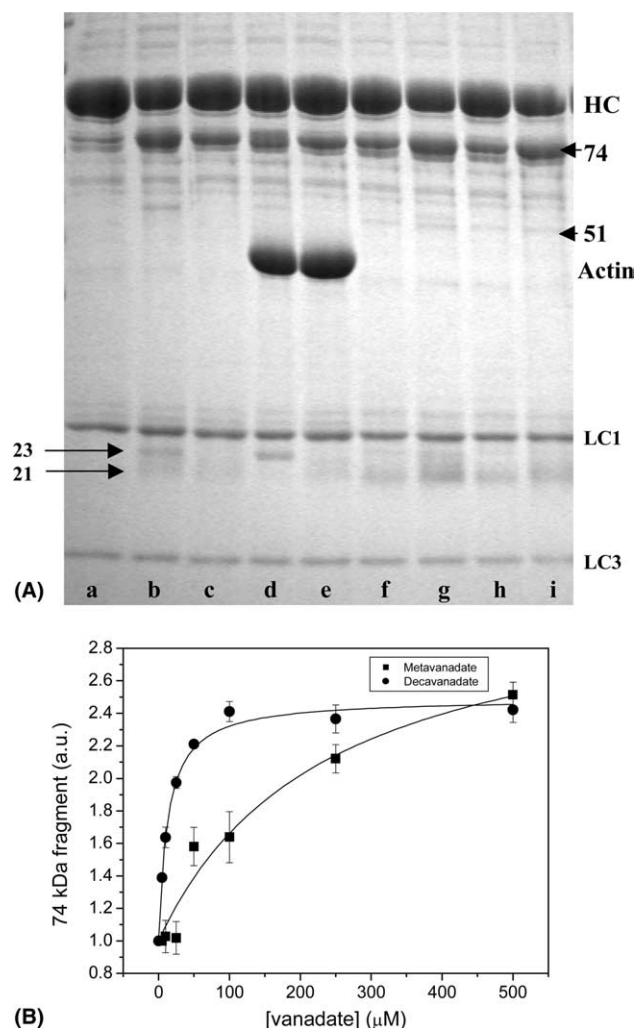 HC
74
51
Actin
LC1
23
21
LC3
(A) a b c d e f g h i
2.8
2.6
2.4
2.2
2.0
1.8
1.6
1.4
1.2
1.0
0.8
74 kDa fragment (a.u.)
Metavanadate
Decavanadate
0 100 200 300 400 500
(B) [vanadate] (μM)